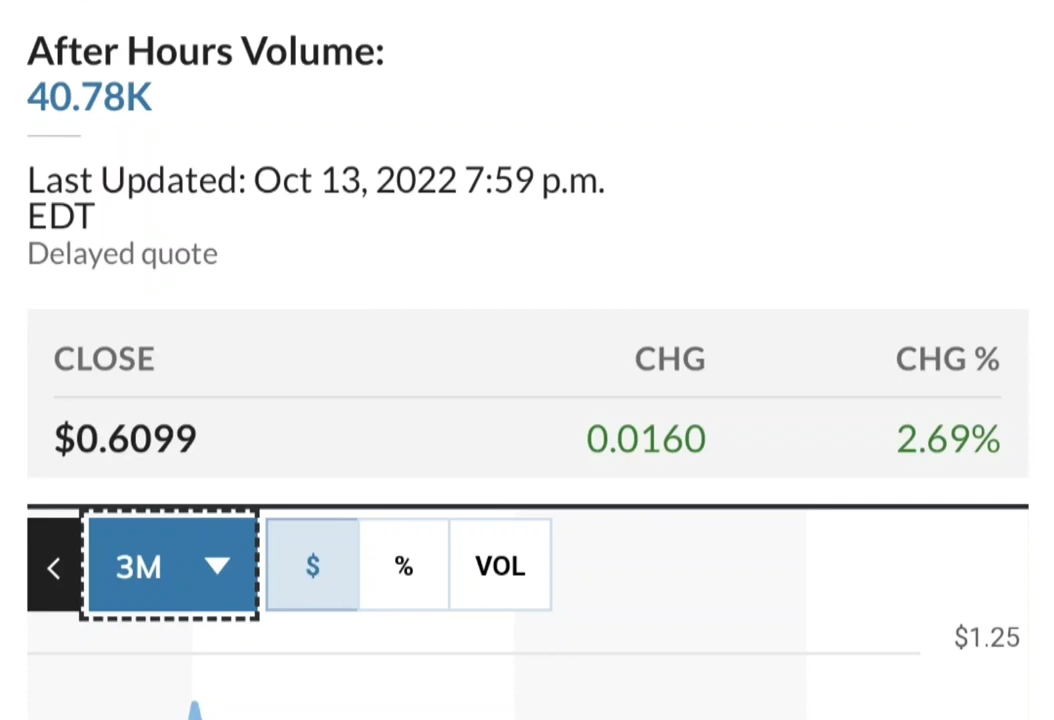 After Hours Volume:
40.78K
Last Updated: Oct 13, 2022 7:59 p.m.
EDT
Delayed quote
CLOSE CHG CHG %
$0.6099 0.0160 2.69%
3M $ % VOL
$1.25